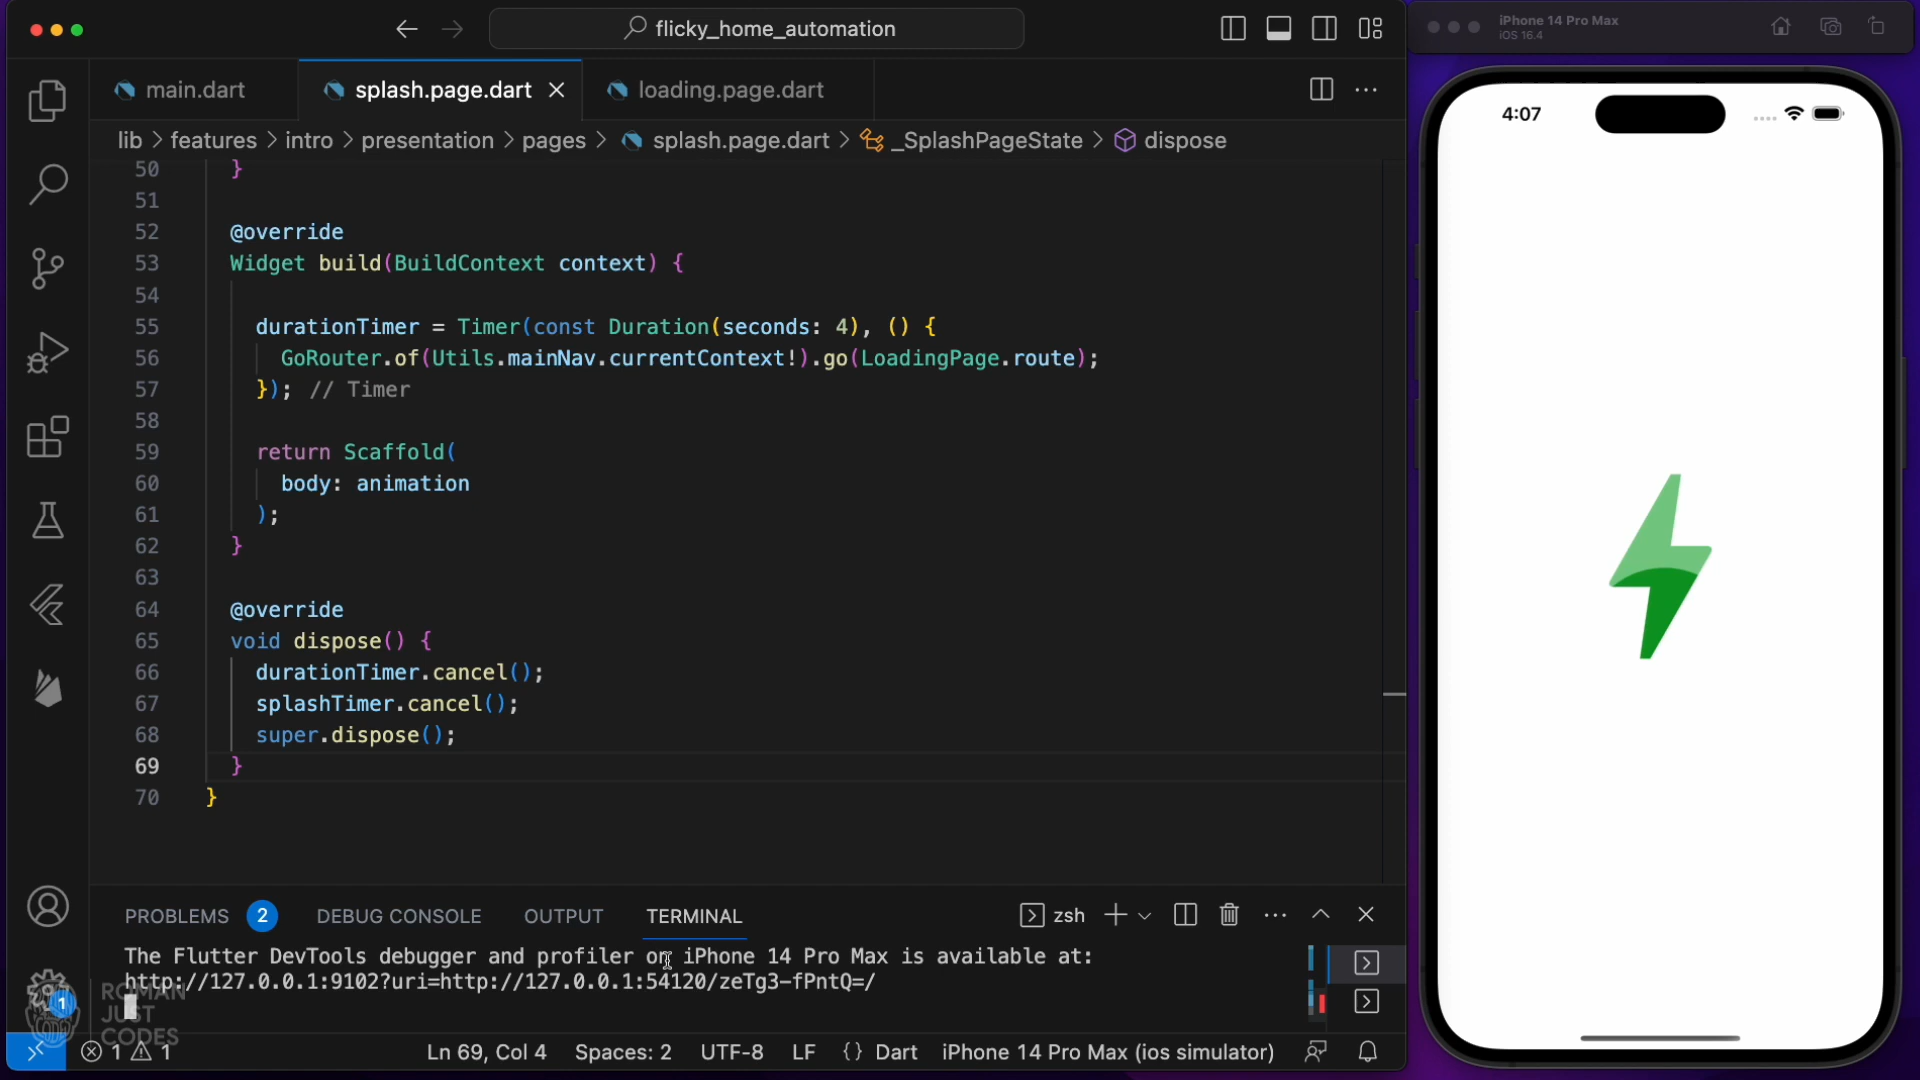 flicky_home_automation
main.dart
splash.page.dart
loading.page.dart
lib > features > intro > presentation > pages > splash.page.dart > _SplashPageState > dispose
50 }
51
52 @override
53 Widget build(BuildContext context) {
54
55 durationTimer = Timer(const Duration(seconds: 4), () {
56 GoRouter.of(Utils.mainNav.currentContext!).go(LoadingPage.route);
57 }); // Timer
58
59 return Scaffold(
60 body: animation
61 );
62 }
63
64 @override
65 void dispose() {
66 durationTimer.cancel();
67 splashTimer.cancel();
68 super.dispose();
69 }
70 }
PROBLEMS 2 DEBUG CONSOLE OUTPUT TERMINAL zsh
The Flutter DevTools debugger and profiler on iPhone 14 Pro Max is available at:
http://127.0.0.1:9102?uri=http://127.0.0.1:54120/zeTg3-fPntQ=/
1
ROMAN
JUST
CODES
1 1 Ln 69, Col 4 Spaces: 2 UTF-8 LF {} Dart iPhone 14 Pro Max (ios simulator)
iPhone 14 Pro Max
iOS 16.4
4:07